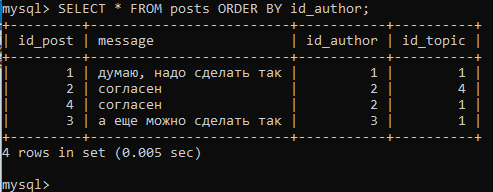 mysql> SELECT * FROM posts ORDER BY id_author;
+---------+--------------------------+-----------+----------+
| id_post | message                  | id_author | id_topic |
+---------+--------------------------+-----------+----------+
|       1 | думаю, надо сделать так  |         1 |        1 |
|       2 | согласен                 |         2 |        4 |
|       4 | согласен                 |         2 |        1 |
|       3 | а еще можно сделать так  |         3 |        1 |
+---------+--------------------------+-----------+----------+
4 rows in set (0.005 sec)
mysql>